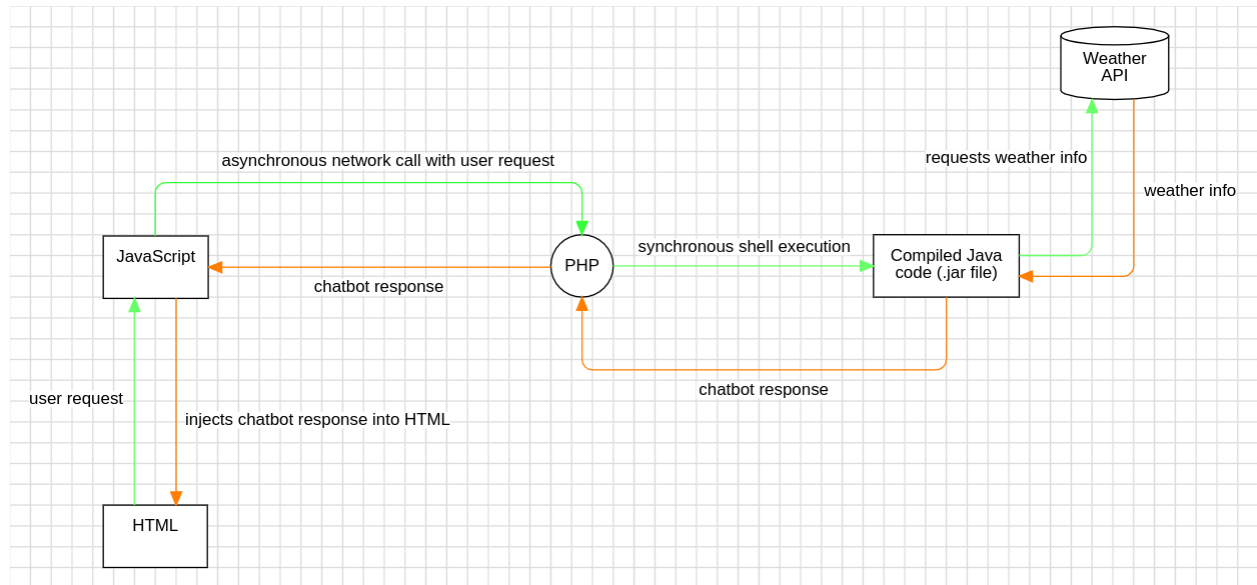 Weather
API
asynchronous network call with user request
requests weather info
weather info
JavaScript
PHP
synchronous shell execution
Compiled Java
code (.jar file)
chatbot response
chatbot response
user request
injects chatbot response into HTML
HTML